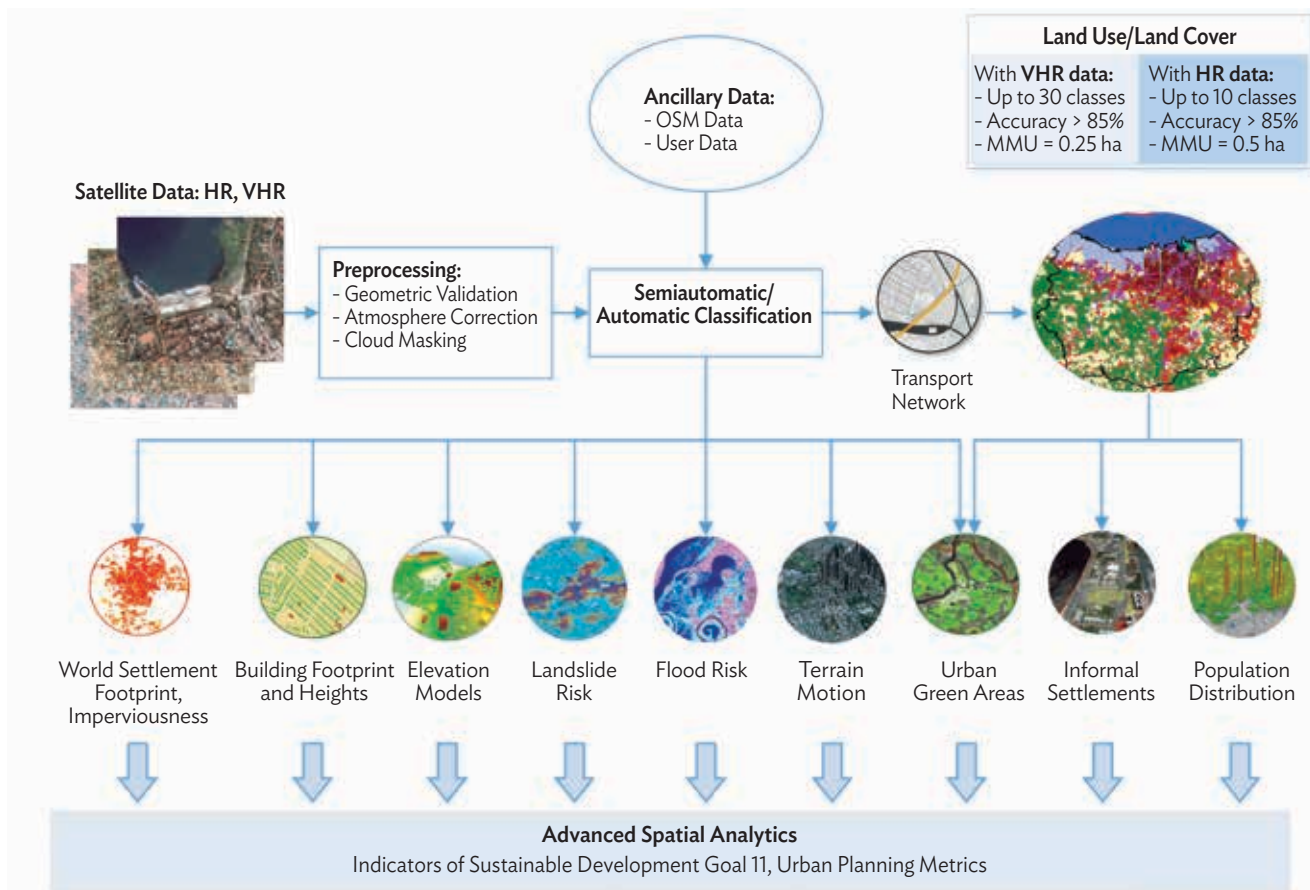 Land Use/Land Cover
With VHR data:
- Up to 30 classes
- Accuracy > 85%
- MMU = 0.25 ha
With HR data:
- Up to 10 classes
- Accuracy > 85%
- MMU = 0.5 ha
Ancillary Data:
- OSM Data
- User Data
Satellite Data: HR, VHR
Preprocessing:
- Geometric Validation
- Atmosphere Correction
- Cloud Masking
Semiautomatic/
Automatic Classification
Transport
Network
World Settlement
Footprint,
Imperviousness
Building Footprint
and Heights
Elevation
Models
Landslide
Risk
Flood Risk
Terrain
Motion
Urban
Green Areas
Informal
Settlements
Population
Distribution
Advanced Spatial Analytics
Indicators of Sustainable Development Goal 11, Urban Planning Metrics